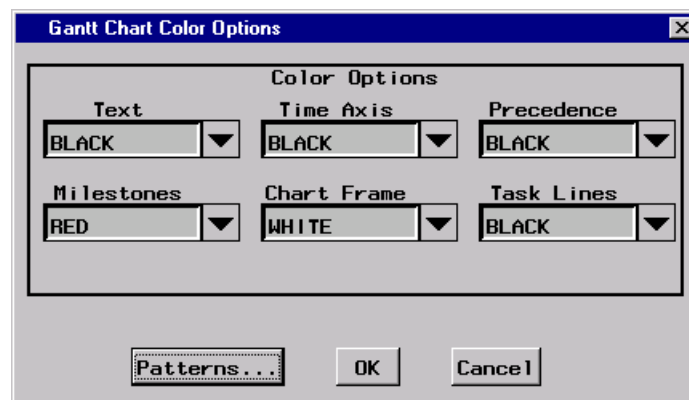 Gantt Chart Color Options
Color Options
Text Time Axis Precedence
BLACK BLACK BLACK
Milestones Chart Frame Task Lines
RED WHITE BLACK
Patterns... OK Cancel